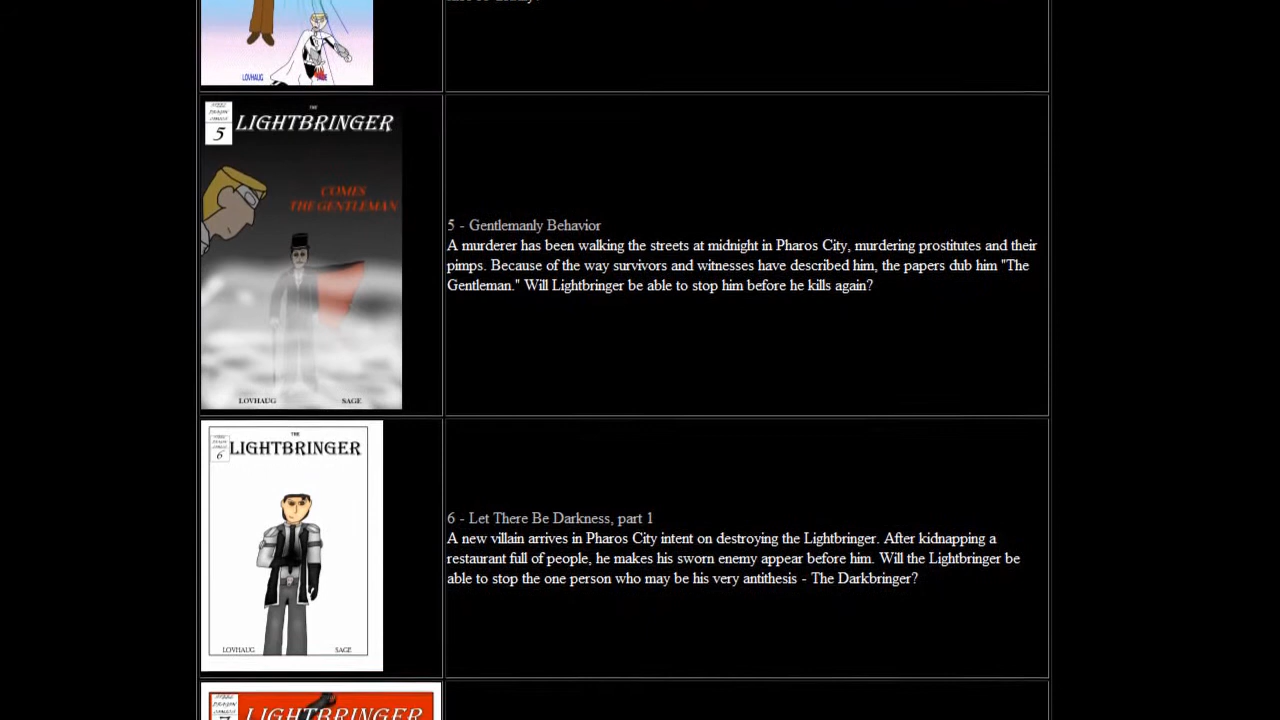 LOVHAUG
SAGE
THE
LIGHTBRINGER
5
COMES
THE GENTLEMAN
LOVHAUG
SAGE
5 - Gentlemanly Behavior
A murderer has been walking the streets at midnight in Pharos City, murdering prostitutes and their
pimps. Because of the way survivors and witnesses have described him, the papers dub him "The
Gentleman." Will Lightbringer be able to stop him before he kills again?
THE
LIGHTBRINGER
6
LOVHAUG
SAGE
6 - Let There Be Darkness, part 1
A new villain arrives in Pharos City intent on destroying the Lightbringer. After kidnapping a
restaurant full of people, he makes his sworn enemy appear before him. Will the Lightbringer be
able to stop the one person who may be his very antithesis - The Darkbringer?
LIGHTBRINGER
7